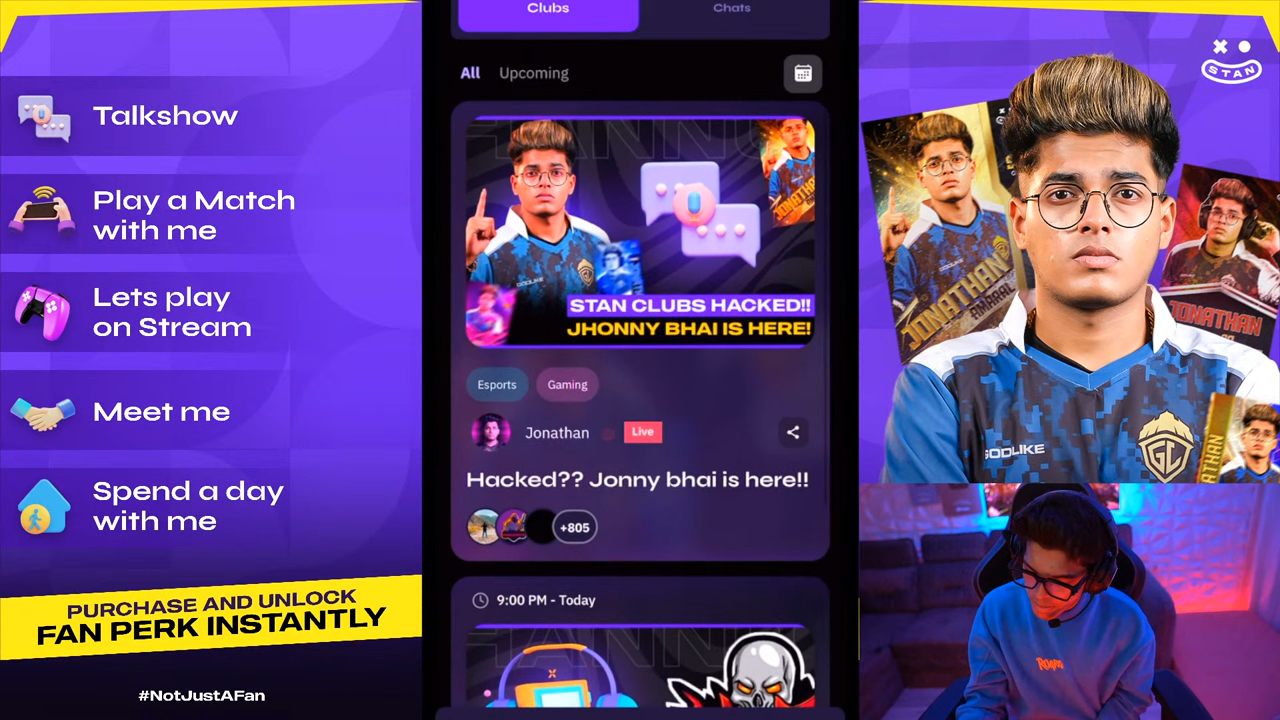 Talkshow
Play a Match
with me
Lets play
on Stream
Meet me
Spend a day
with me
PURCHASE AND UNLOCK
FAN PERK INSTANTLY
#NotJustAFan
Clubs
Chats
All
Upcoming
STAN CLUBS HACKED!!
JHONNY BHAI IS HERE!
Esports
Gaming
Jonathan
Live
Hacked?? Jonny bhai is here!!
+805
9:00 PM - Today
STAN
JONATHAN
AMARAL
JONATHAN
GODLIKE